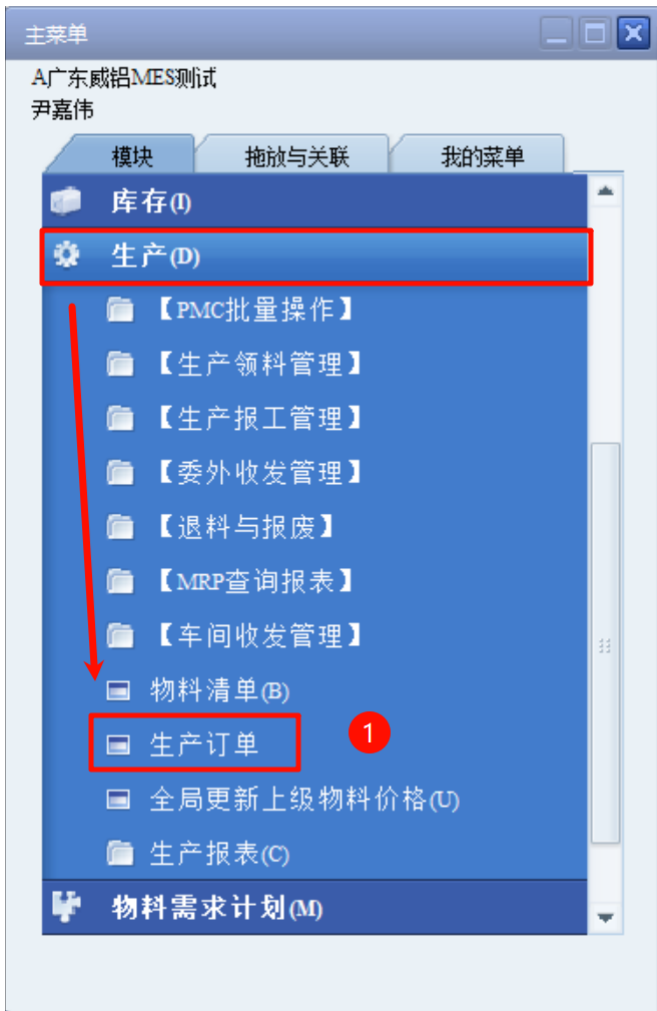 主菜单
A广东威铝MES测试
尹嘉伟
模块 拖放与关联 我的菜单
库存(I)
生产(D)
【PMC批量操作】
【生产领料管理】
【生产报工管理】
【委外收发管理】
【退料与报废】
【MRP查询报表】
【车间收发管理】
物料清单(B)
生产订单 1
全局更新上级物料价格(U)
生产报表(C)
物料需求计划(M)